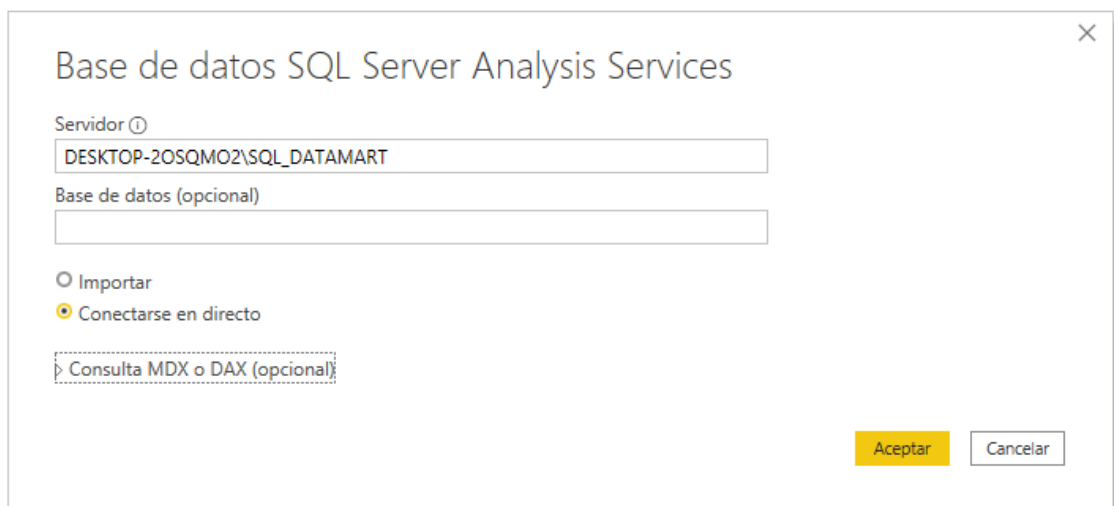 Base de datos SQL Server Analysis Services
Servidor
DESKTOP-2OSQMO2\SQL_DATAMART
Base de datos (opcional)
Importar
Conectarse en directo
Consulta MDX o DAX (opcional)
Aceptar
Cancelar